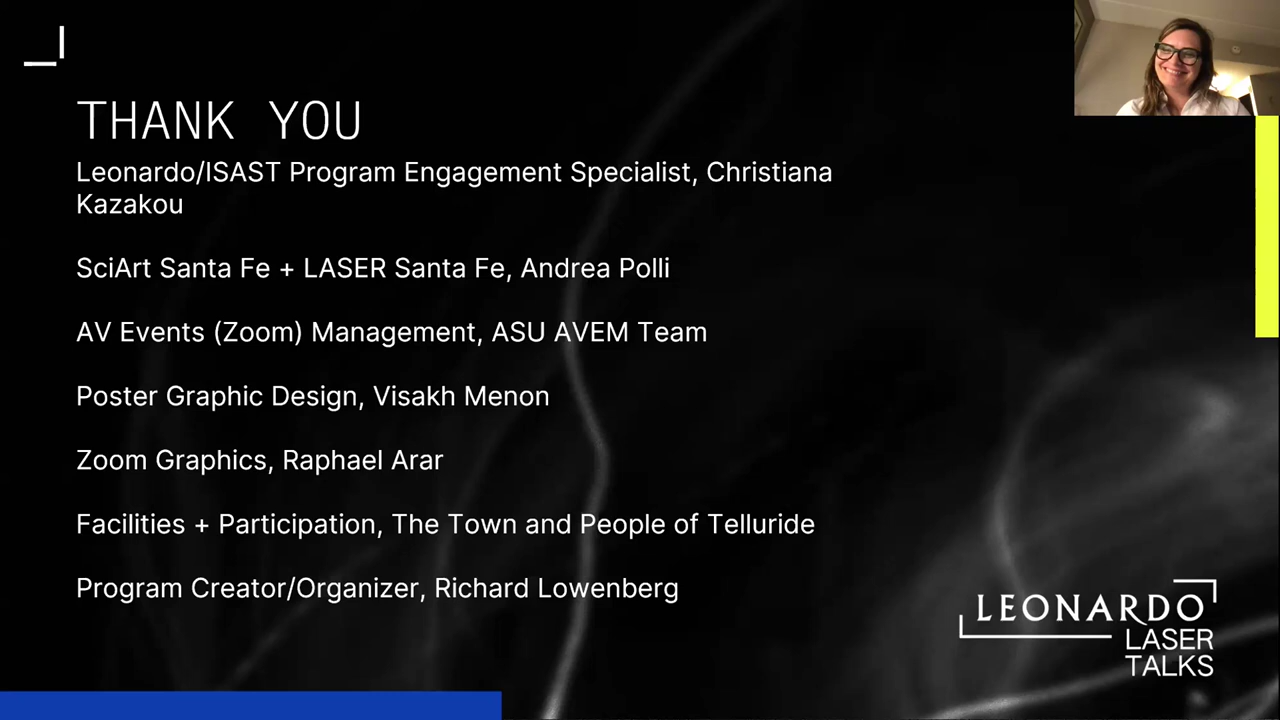 THANK YOU
Leonardo/ISAST Program Engagement Specialist, Christiana
Kazakou
SciArt Santa Fe + LASER Santa Fe, Andrea Polli
AV Events (Zoom) Management, ASU AVEM Team
Poster Graphic Design, Visakh Menon
Zoom Graphics, Raphael Arar
Facilities + Participation, The Town and People of Telluride
Program Creator/Organizer, Richard Lowenberg
LEONARDO
LASER
TALKS